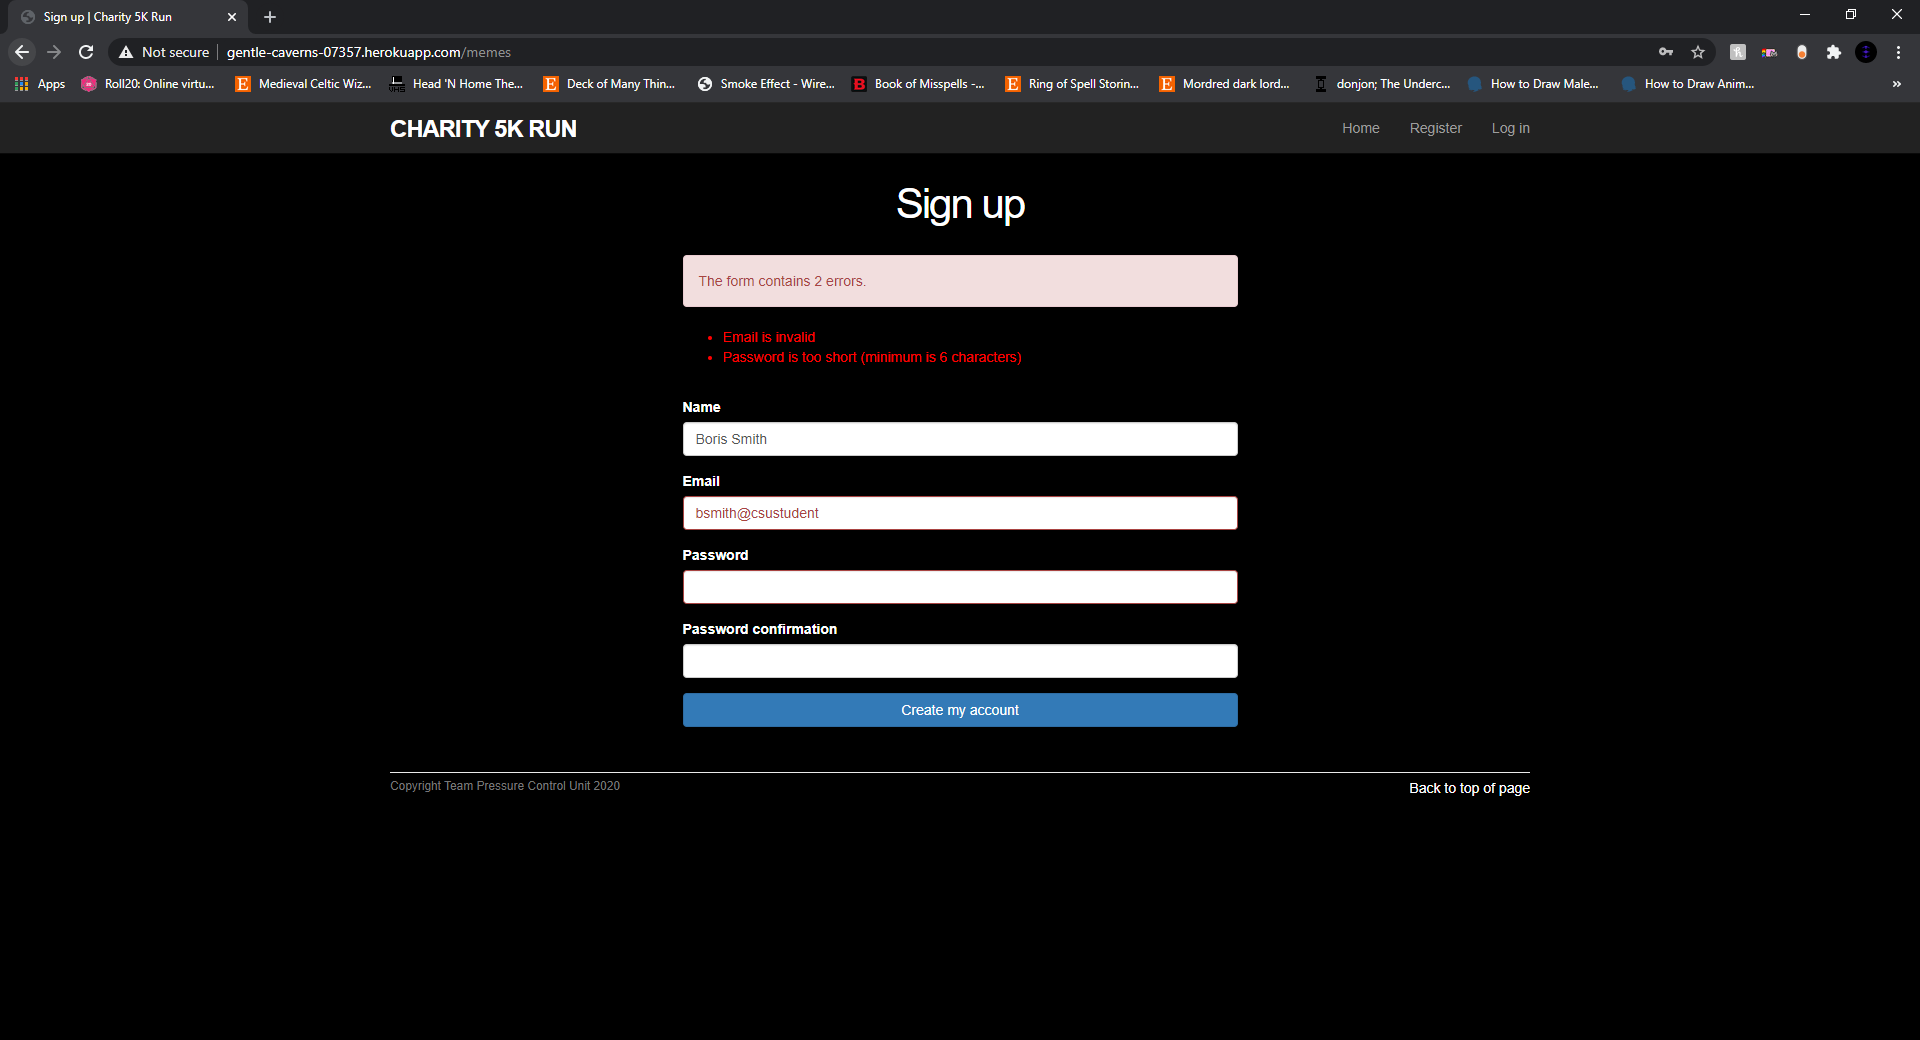 Sign up | Charity 5K Run
Not secure gentle-caverns-07357.herokuapp.com/memes
Apps Roll20: Online virtu... Medieval Celtic Wiz... Head 'N Home The... Deck of Many Thin... Smoke Effect - Wire... Book of Misspells -... Ring of Spell Storin... Mordred dark lord... donjon; The Underc... How to Draw Male... How to Draw Anim... »
CHARITY 5K RUN Home Register Log in
Sign up
The form contains 2 errors.
• Email is invalid
• Password is too short (minimum is 6 characters)
Name
Boris Smith
Email
bsmith@csustudent
Password
Password confirmation
Create my account
Copyright Team Pressure Control Unit 2020 Back to top of page